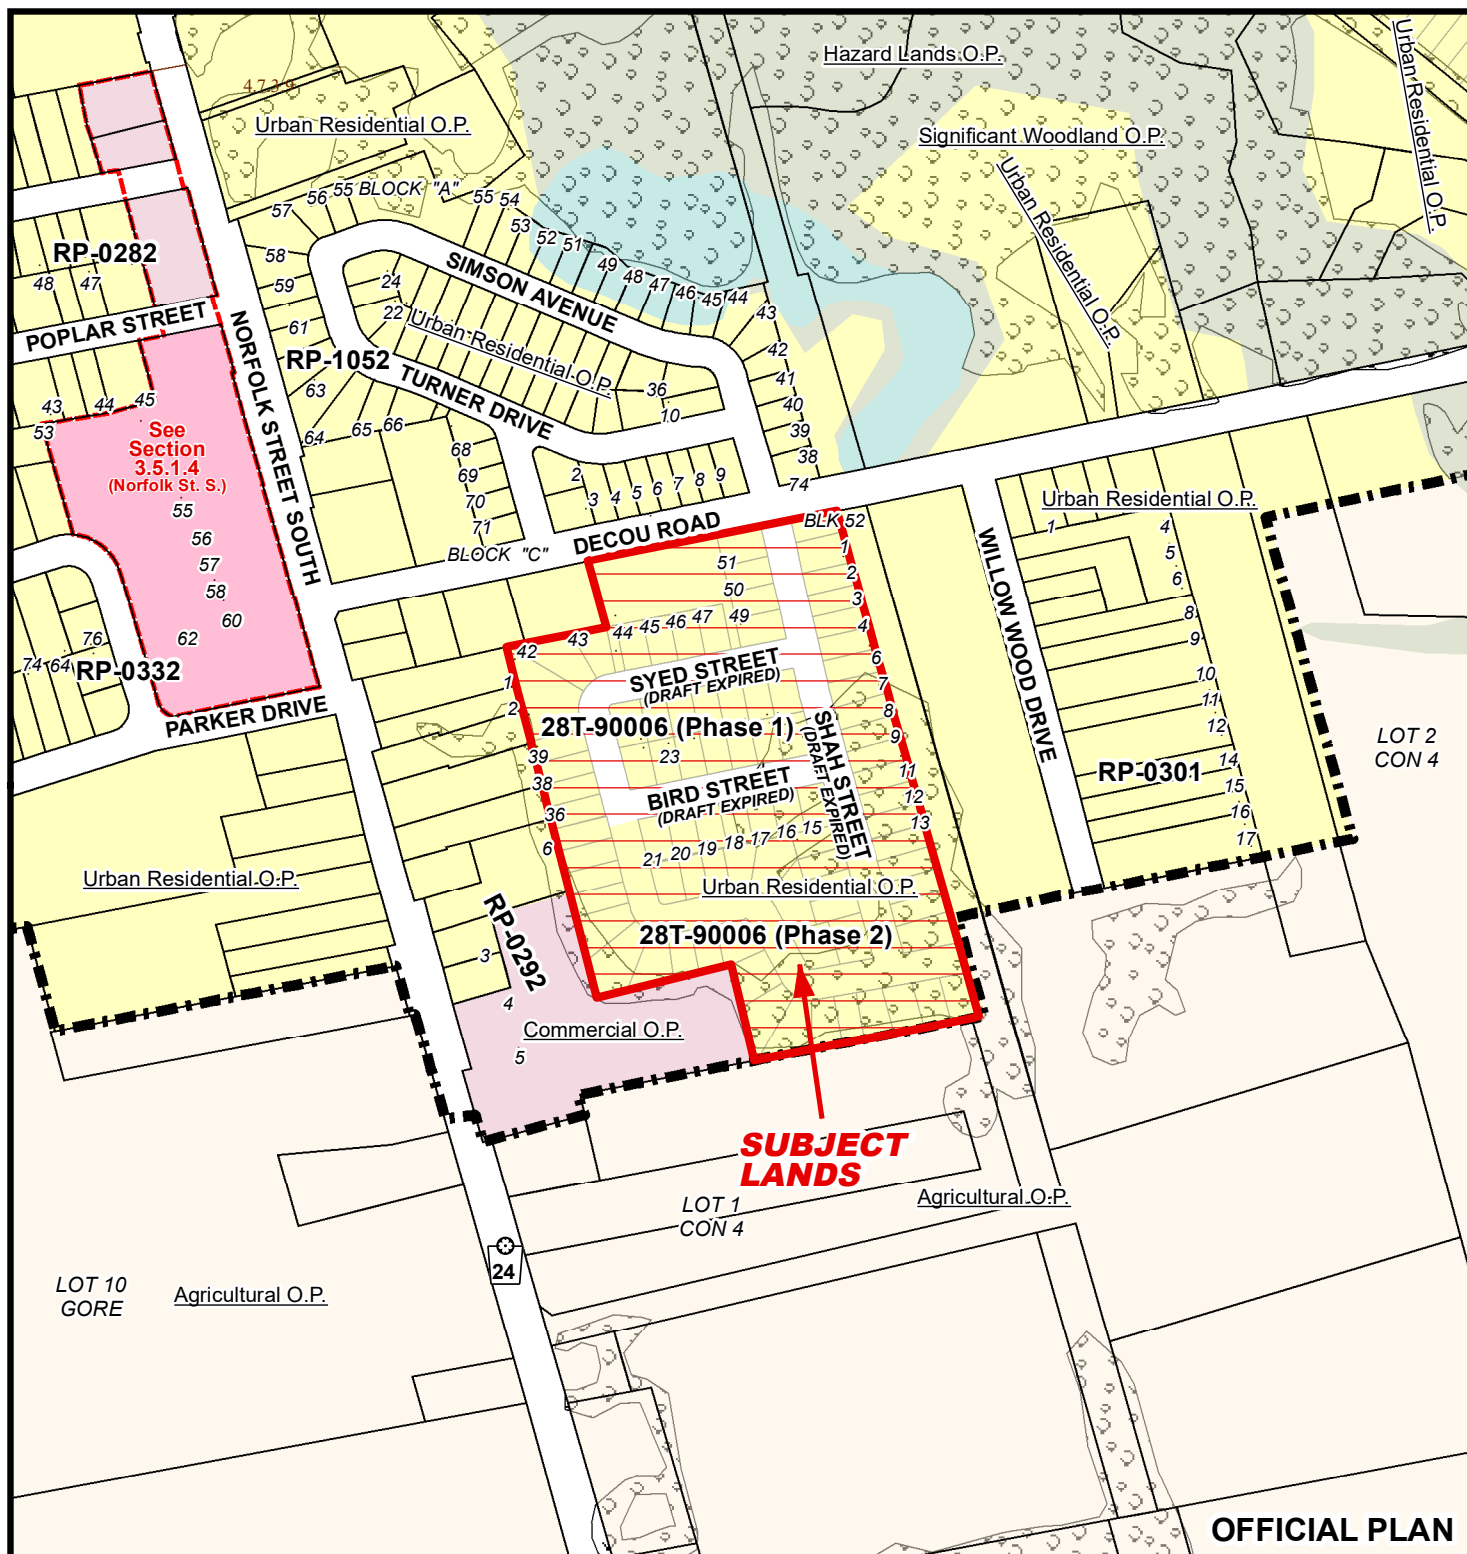 Hazard Lands O.P.
Urban Residential O.P.
4.7.3.9
Urban Residential O.P.
Significant Woodland O.P.
Urban Residential O.P.
57
56
55
BLOCK "A"
55
54
53
52
51
49
48
47
46
45
44
43
42
41
40
39
38
74
RP-0282
48
47
58
59
61
63
64
65
66
24
22
SIMSON AVENUE
Urban Residential O.P.
POPLAR STREET
NORFOLK STREET SOUTH
RP-1052
TURNER DRIVE
36
10
43
44
45
53
See
Section
3.5.1.4
(Norfolk St. S.)
55
56
57
58
60
62
68
69
70
71
2
3
4
5
6
7
8
9
BLOCK "C"
DECOU ROAD
BLK 52
Urban Residential O.P.
1
4
5
6
8
9
10
11
12
14
15
16
17
WILLOW WOOD DRIVE
RP-0301
LOT 2
CON 4
76
74
64
RP-0332
PARKER DRIVE
51
50
49
47
46
45
44
43
42
1
2
39
38
36
6
1
2
3
4
6
7
8
9
11
12
13
SYED STREET
(DRAFT EXPIRED)
28T-90006 (Phase 1)
23
BIRD STREET
(DRAFT EXPIRED)
SHAH STREET
(DRAFT EXPIRED)
21
20
19
18
17
16
15
Urban Residential O.P.
28T-90006 (Phase 2)
Urban Residential O.P.
RP-0292
3
4
5
Commercial O.P.
SUBJECT
LANDS
LOT 1
CON 4
Agricultural O.P.
24
LOT 10
GORE
Agricultural O.P.
OFFICIAL PLAN